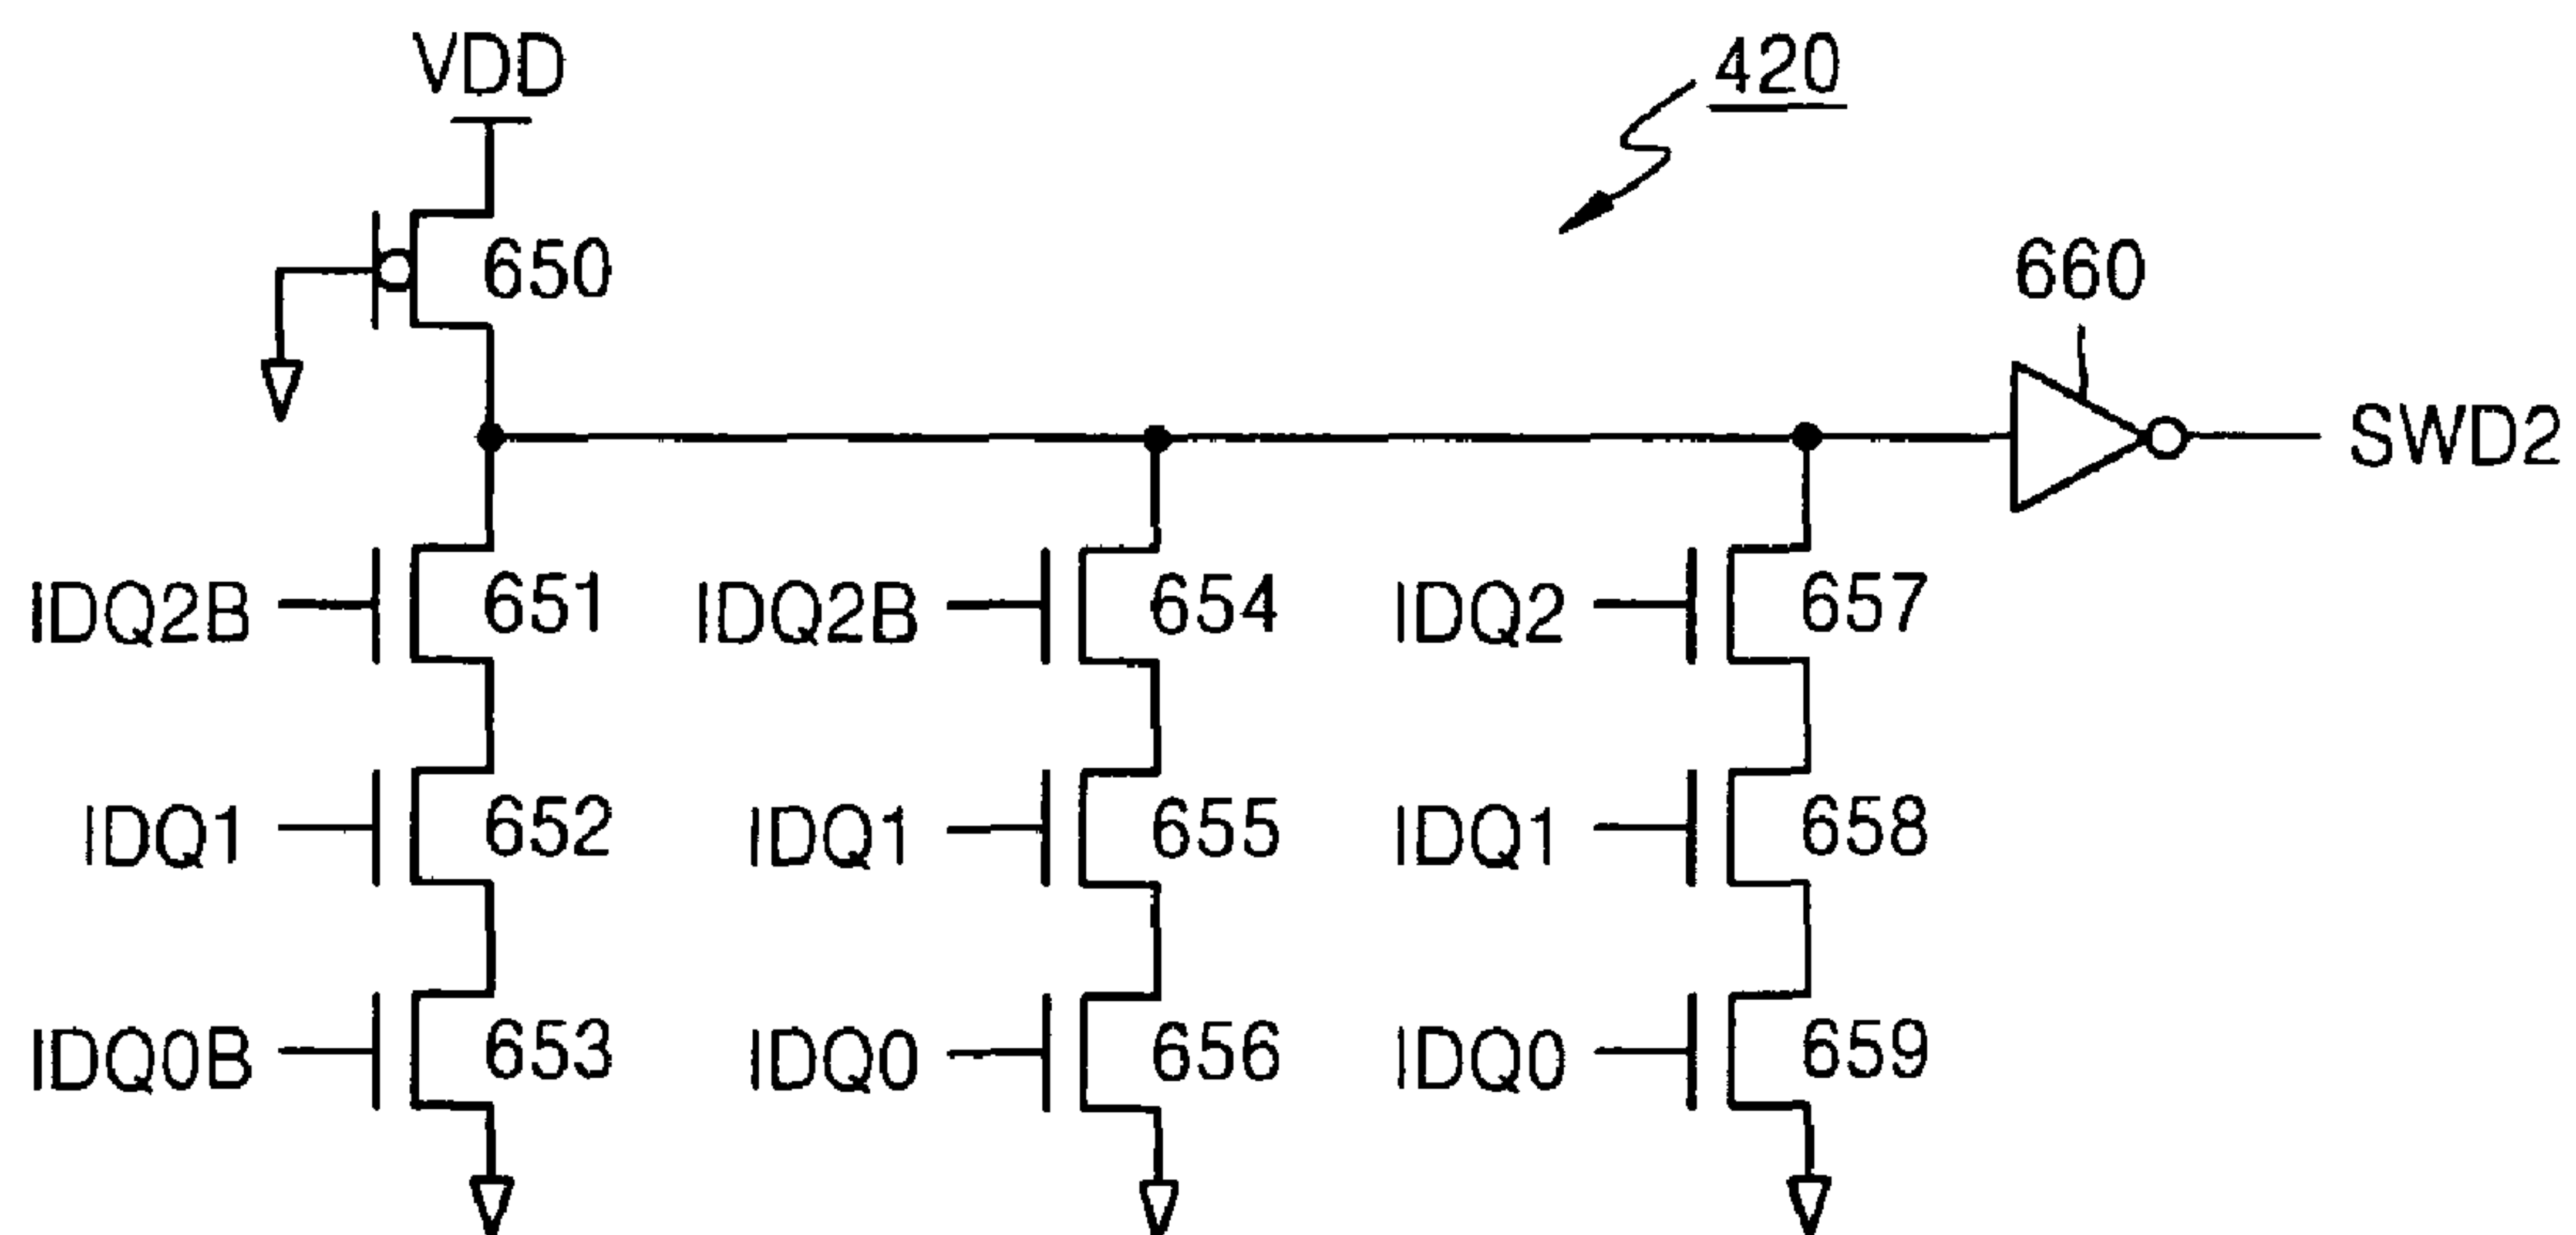 VDD
420
650
660
SWD2
IDQ2B
651
IDQ2B
654
IDQ2
657
IDQ1
652
IDQ1
655
IDQ1
658
IDQ0B
653
IDQ0
656
IDQ0
659